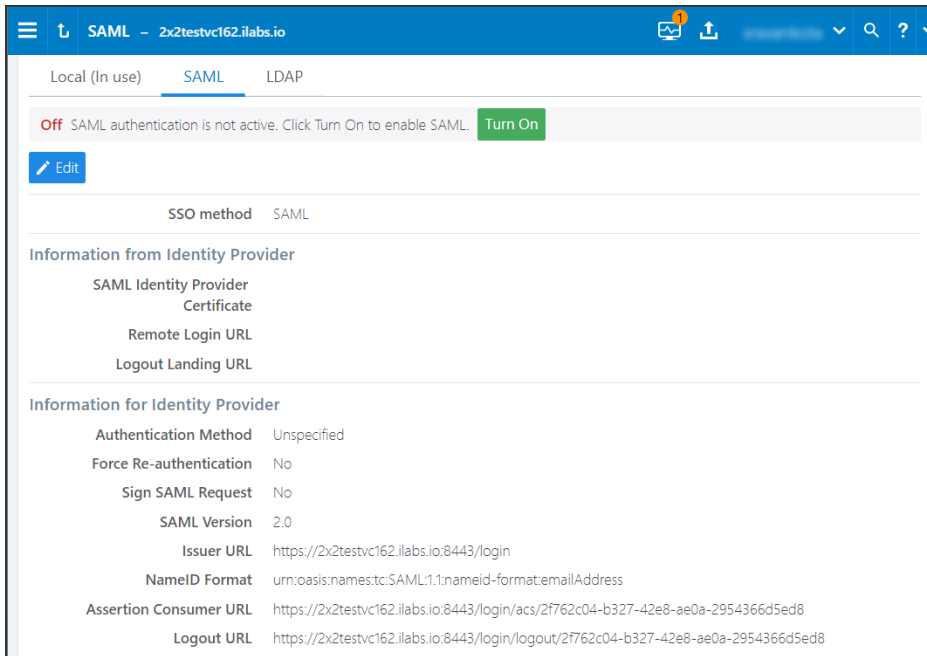 SAML – 2x2testvc162.ilabs.io
1
?
Local (In use) SAML LDAP
Off SAML authentication is not active. Click Turn On to enable SAML. Turn On
Edit
SSO method SAML
Information from Identity Provider
SAML Identity Provider
Certificate
Remote Login URL
Logout Landing URL
Information for Identity Provider
Authentication Method Unspecified
Force Re-authentication No
Sign SAML Request No
SAML Version 2.0
Issuer URL https://2x2testvc162.ilabs.io:8443/login
NameID Format urn:oasis:names:tc:SAML:1.1:nameid-format:emailAddress
Assertion Consumer URL https://2x2testvc162.ilabs.io:8443/login/acs/2f762c04-b327-42e8-ae0a-2954366d5ed8
Logout URL https://2x2testvc162.ilabs.io:8443/login/logout/2f762c04-b327-42e8-ae0a-2954366d5ed8